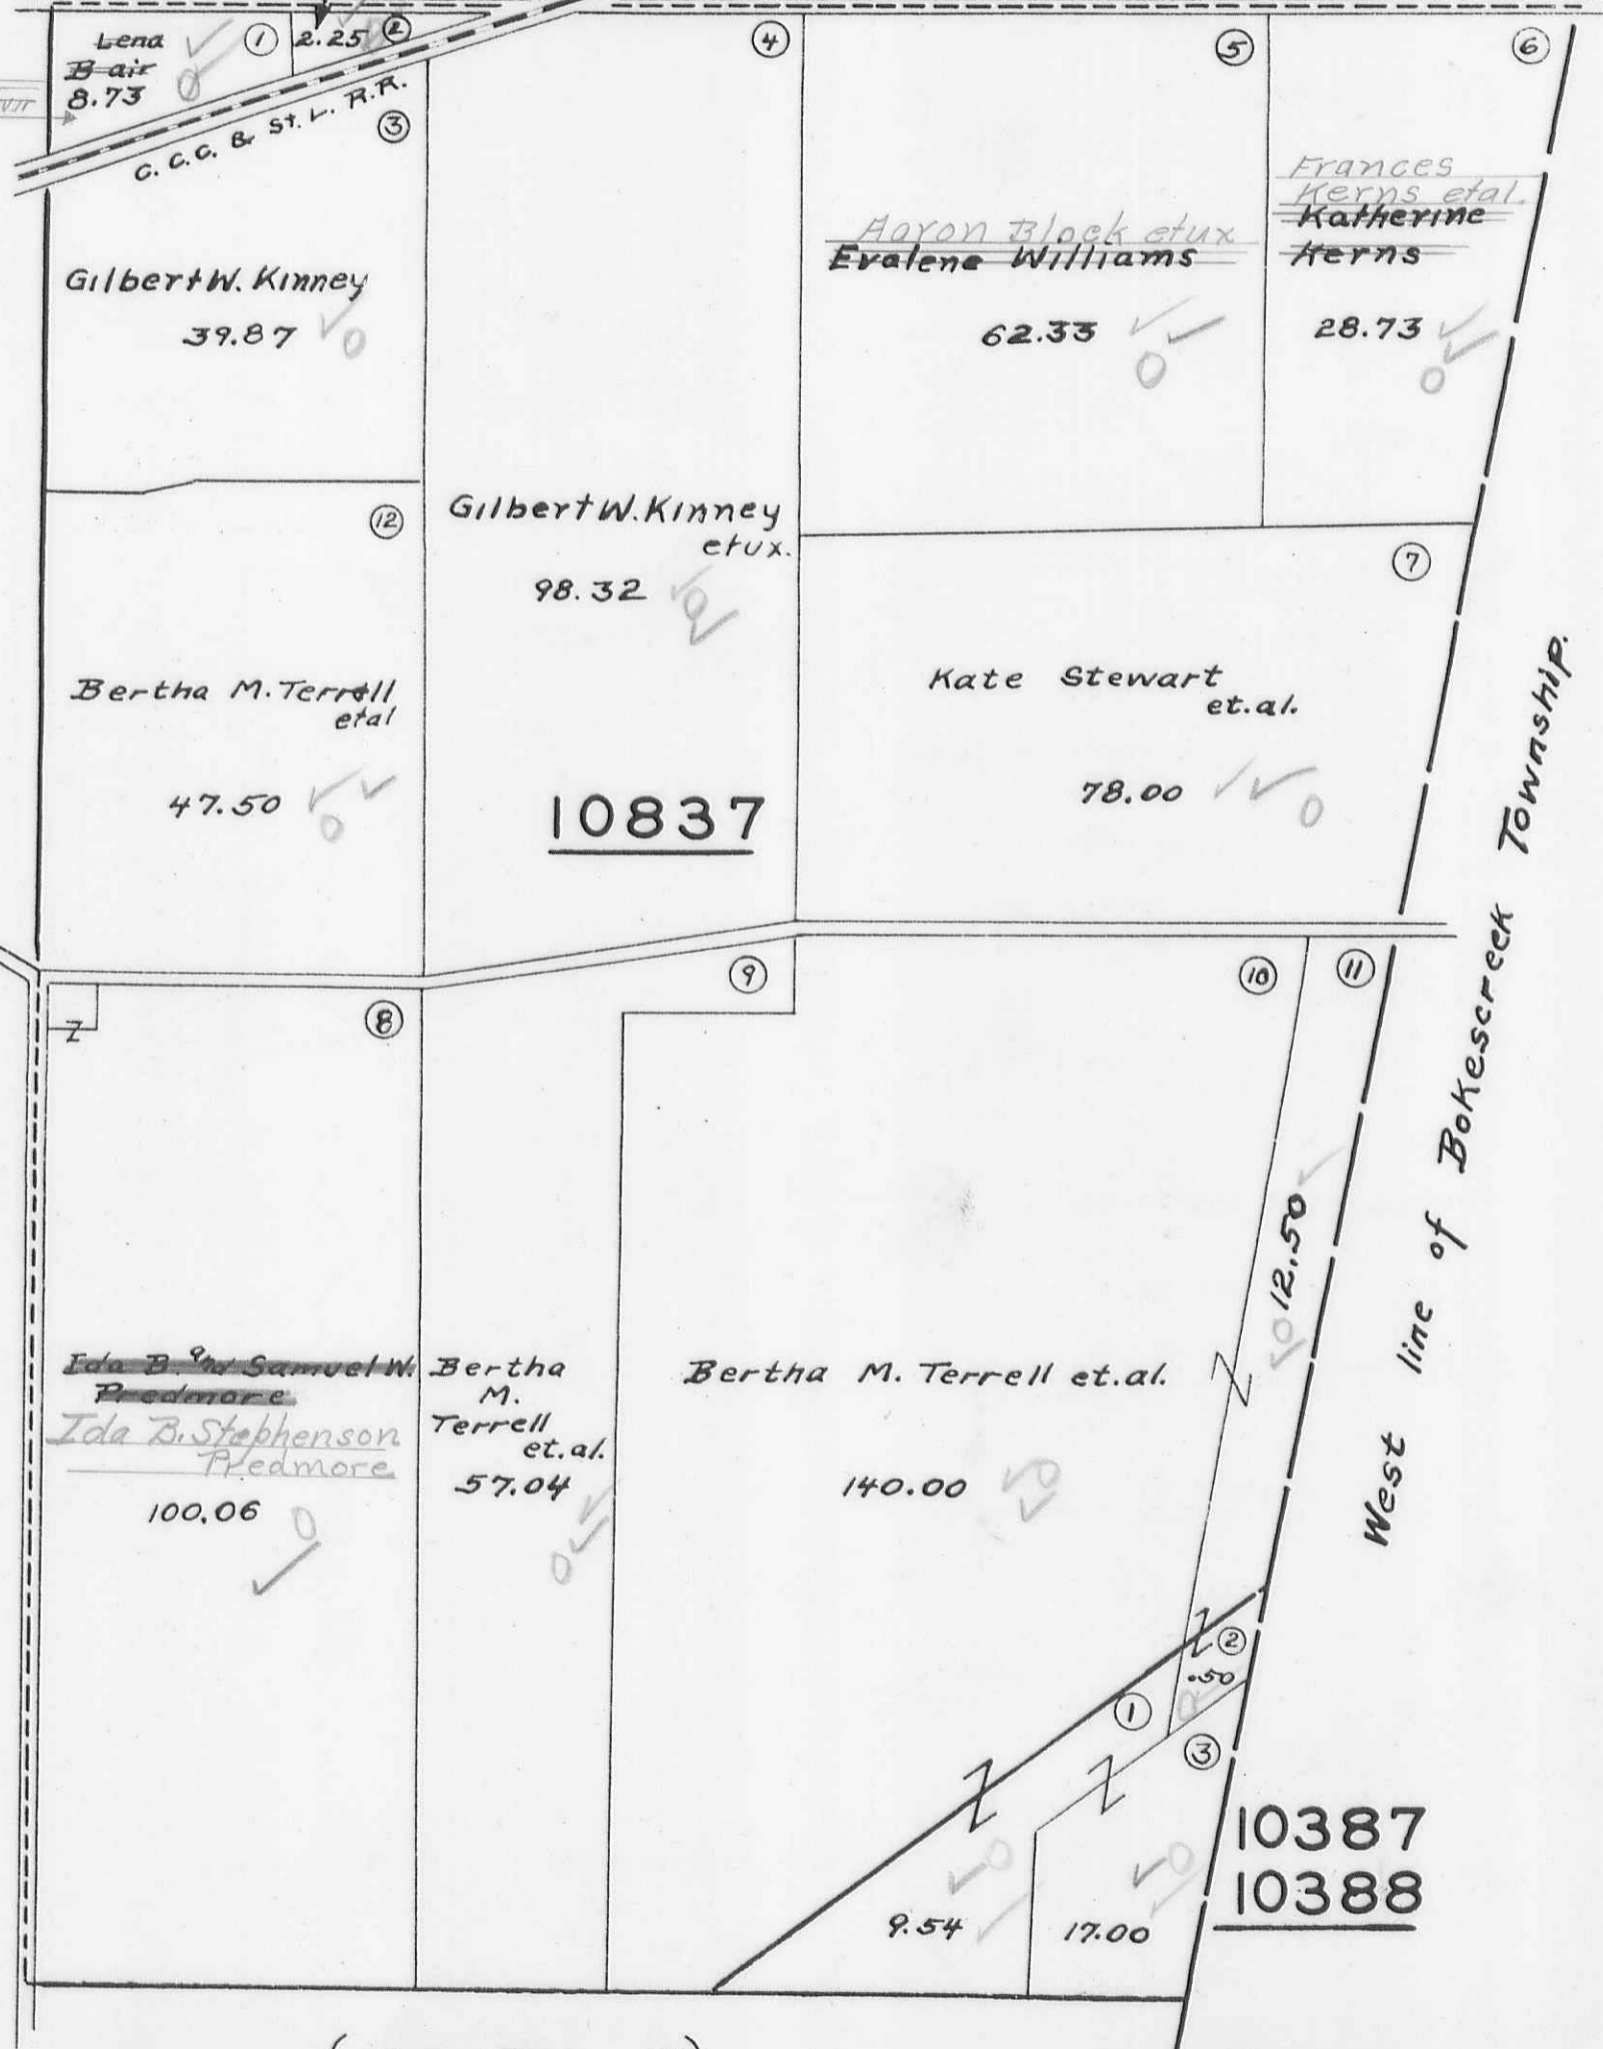 Lena
B air
8.73
1
2.25
2
C.C.C. & St. L. R.R.
3
Gilbert W. Kinney
39.87
4
Gilbert W. Kinney
etux.
98.32
10837
5
Aaron Block etux
Evalene Williams
62.33
6
Frances
Kerns etal.
Katherine
Kerns
28.73
12
Bertha M. Terrell
etal
47.50
7
Kate Stewart
et.al.
78.00
West line of Bokescreek Township.
8
Ida B. and Samuel W.
Predmore
Ida B. Stephenson
Predmore
100.06
9
Bertha
M.
Terrell
et.al.
57.04
10
Bertha M. Terrell et.al.
140.00
11
12.50
2
.50
1
9.54
3
17.00
10387
10388